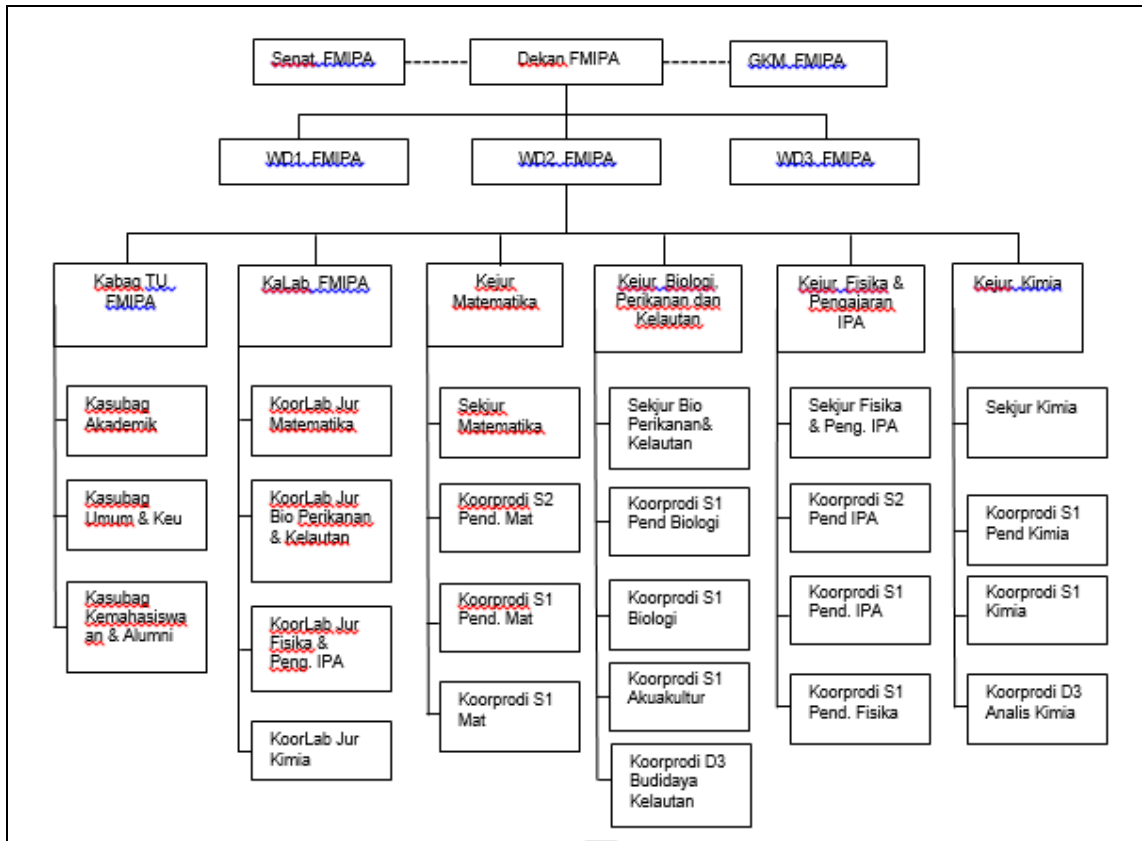 Senat FMIPA
Dekan FMIPA
GKM FMIPA
WD1 FMIPA
WD2 FMIPA
WD3 FMIPA
Kabag TU
FMIPA
KaLab FMIPA
Kejur
Matematika
Kejur Biologi
Perikanan dan
Kelautan
Kejur Fisika &
Pengajaran
IPA
Kejur Kimia
Kasubag
Akademik
Kasubag
Umum & Keu
Kasubag
Kemahasiswa
an & Alumni
KoorLab Jur
Matematika
KoorLab Jur
Bio Perikanan
& Kelautan
KoorLab Jur
Fisika &
Peng. IPA
KoorLab Jur
Kimia
Sekjur
Matematika
Koorprodi S2
Pend. Mat
Koorprodi S1
Pend. Mat
Koorprodi S1
Mat
Sekjur Bio
Perikanan&
Kelautan
Koorprodi S1
Pend Biologi
Koorprodi S1
Biologi
Koorprodi S1
Akuakultur
Koorprodi D3
Budidaya
Kelautan
Sekjur Fisika
& Peng. IPA
Koorprodi S2
Pend IPA
Koorprodi S1
Pend. IPA
Koorprodi S1
Pend. Fisika
Sekjur Kimia
Koorprodi S1
Pend Kimia
Koorprodi S1
Kimia
Koorprodi D3
Analis Kimia